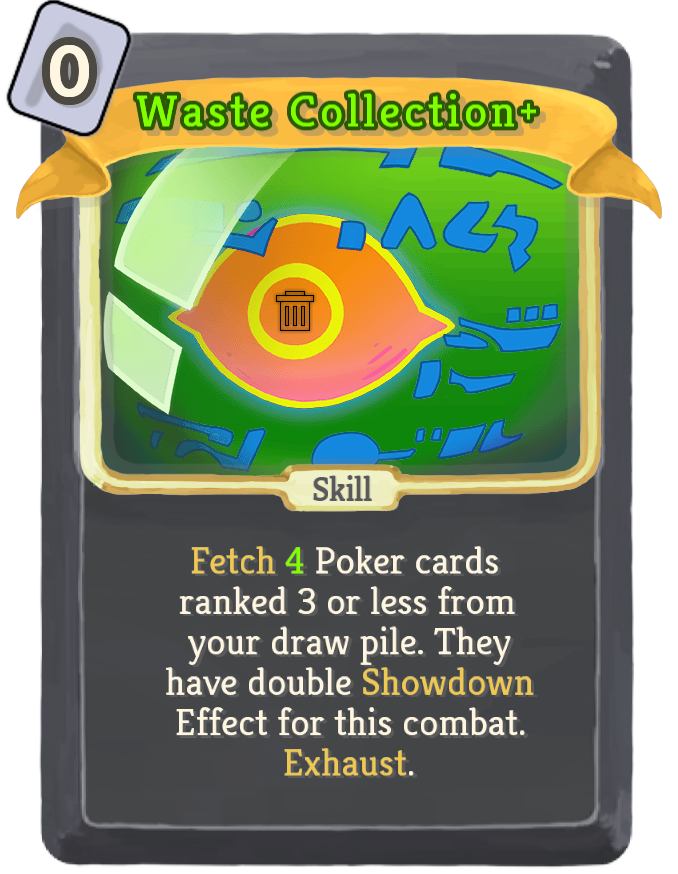 0
Waste Collection+
Skill
Fetch 4 Poker cards
ranked 3 or less from
your draw pile. They
have double Showdown
Effect for this combat.
Exhaust.